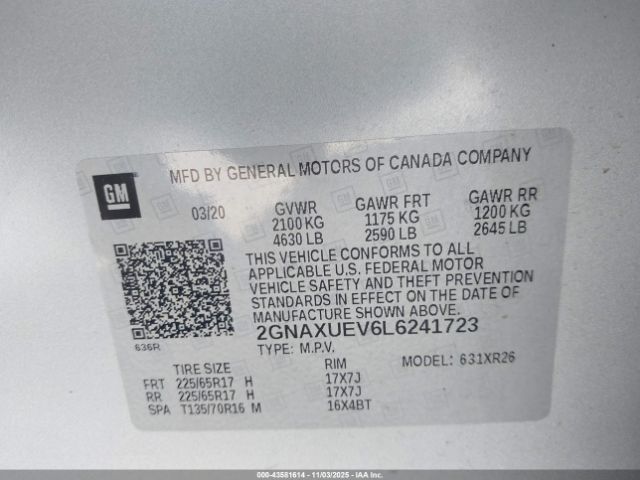 GM
MFD BY GENERAL MOTORS OF CANADA COMPANY
03/20 GVWR GAWR FRT GAWR RR
2100 KG 1175 KG 1200 KG
4630 LB 2590 LB 2645 LB
THIS VEHICLE CONFORMS TO ALL
APPLICABLE U.S. FEDERAL MOTOR
VEHICLE SAFETY AND THEFT PREVENTION
STANDARDS IN EFFECT ON THE DATE OF
MANUFACTURE SHOWN ABOVE.
636R
2GNAXUEV6L6241723
TYPE: M.P.V.
TIRE SIZE RIM MODEL: 631XR26
FRT 225/65R17 H 17X7J
RR 225/65R17 H 17X7J
SPA T135/70R16 M 16X4BT
000-43581614 - 11/03/2025 - IAA, Inc.